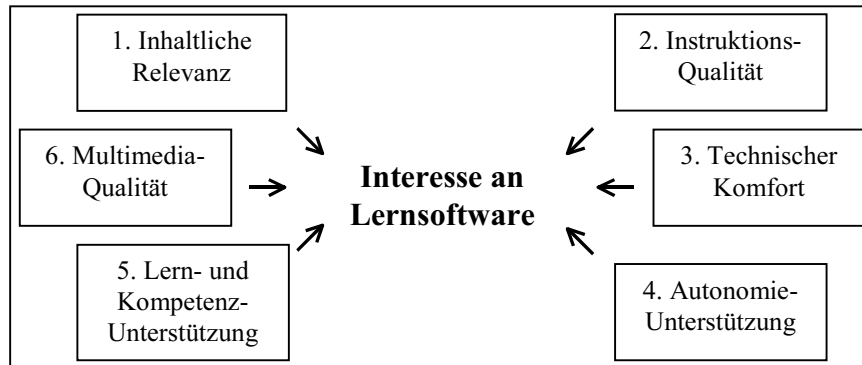 1. Inhaltliche
Relevanz
2. Instruktions-
Qualität
6. Multimedia-
Qualität
Interesse an
Lernsoftware
3. Technischer
Komfort
5. Lern- und
Kompetenz-
Unterstützung
4. Autonomie-
Unterstützung